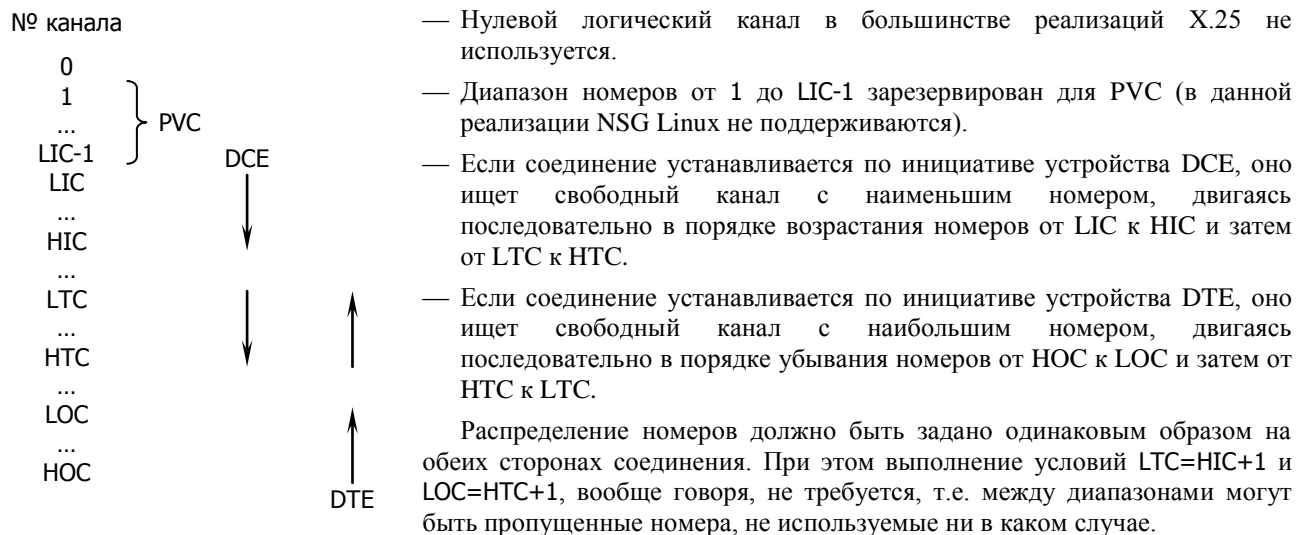 № канала
0
1
...
LIC-1
LIC
...
HIC
...
LTC
...
HTC
...
LOC
...
HOC
PVC
DCE
DTE
— Нулевой логический канал в большинстве реализаций X.25 не
используется.
— Диапазон номеров от 1 до LIC-1 зарезервирован для PVC (в данной
реализации NSG Linux не поддерживаются).
— Если соединение устанавливается по инициативе устройства DCE, оно
ищет свободный канал с наименьшим номером, двигаясь
последовательно в порядке возрастания номеров от LIC к HIC и затем
от LTC к HTC.
— Если соединение устанавливается по инициативе устройства DTE, оно
ищет свободный канал с наибольшим номером, двигаясь
последовательно в порядке убывания номеров от HOC к LOC и затем от
HTC к LTC.
Распределение номеров должно быть задано одинаковым образом на
обеих сторонах соединения. При этом выполнение условий LTC=HIC+1 и
LOC=HTC+1, вообще говоря, не требуется, т.е. между диапазонами могут
быть пропущенные номера, не используемые ни в каком случае.